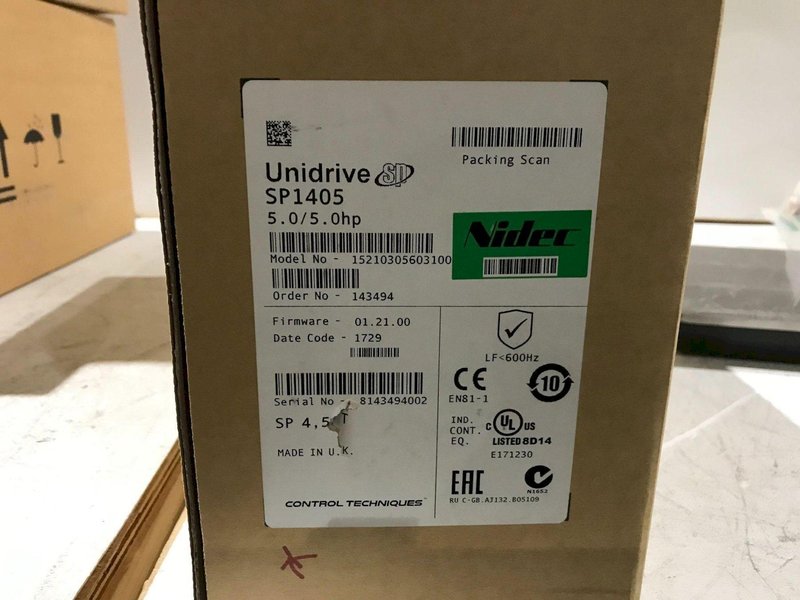 Packing Scan
Unidrive SP
SP1405
5.0/5.0hp
Nidec
Model No - 15210305603100
Order No - 143494
Firmware - 01.21.00
Date Code - 1729
LF<600Hz
CE
EN81-1
10
Serial No - 8143494002
SP 4,5 T
MADE IN U.K.
IND.
CONT.
EQ.
c UL US
LISTED 8D14
E171230
EAC
RU C-GB.AJ132.B05109
N1652
CONTROL TECHNIQUES